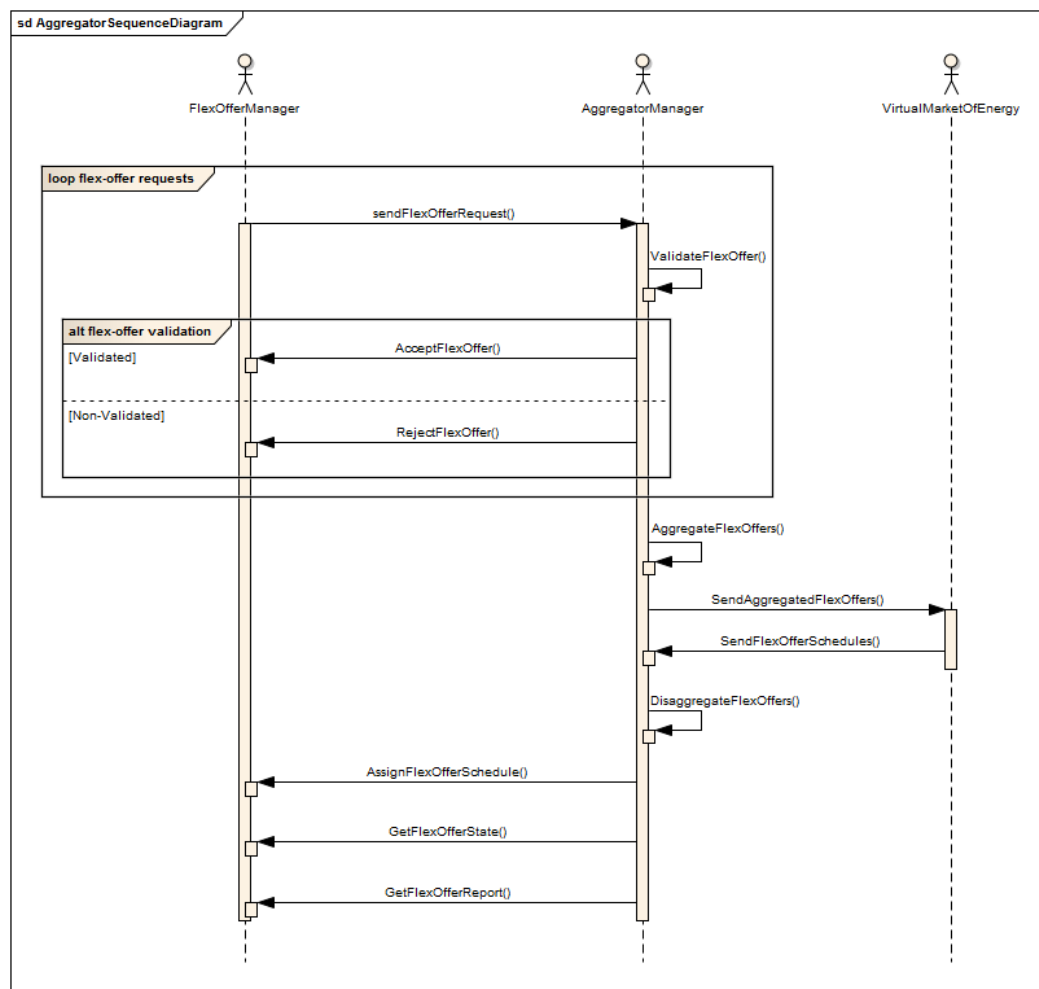 sd AggregatorSequenceDiagram
FlexOfferManager
AggregatorManager
VirtualMarketOfEnergy
loop flex-offer requests
sendFlexOfferRequest()
ValidateFlexOffer()
alt flex-offer validation
[Validated]
AcceptFlexOffer()
[Non-Validated]
RejectFlexOffer()
AggregateFlexOffers()
SendAggregatedFlexOffers()
SendFlexOfferSchedules()
DisaggregateFlexOffers()
AssignFlexOfferSchedule()
GetFlexOfferState()
GetFlexOfferReport()